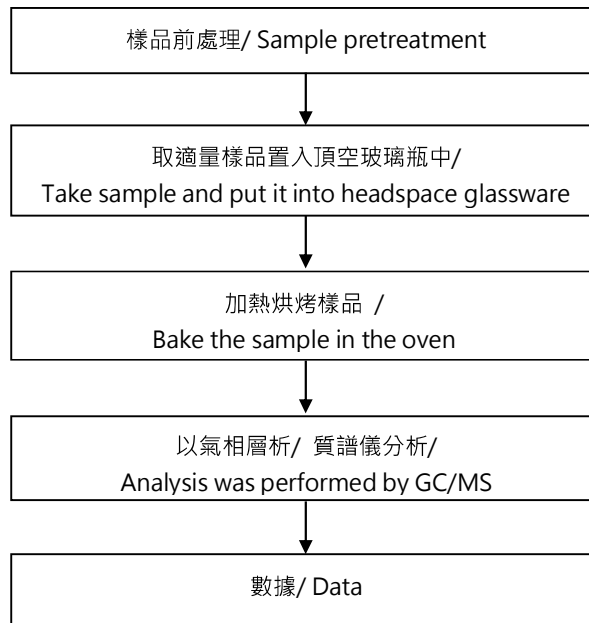 樣品前處理/ Sample pretreatment
取適量樣品置入頂空玻璃瓶中/
Take sample and put it into headspace glassware
加熱烘烤樣品 /
Bake the sample in the oven
以氣相層析/ 質譜儀分析/
Analysis was performed by GC/MS
數據/ Data